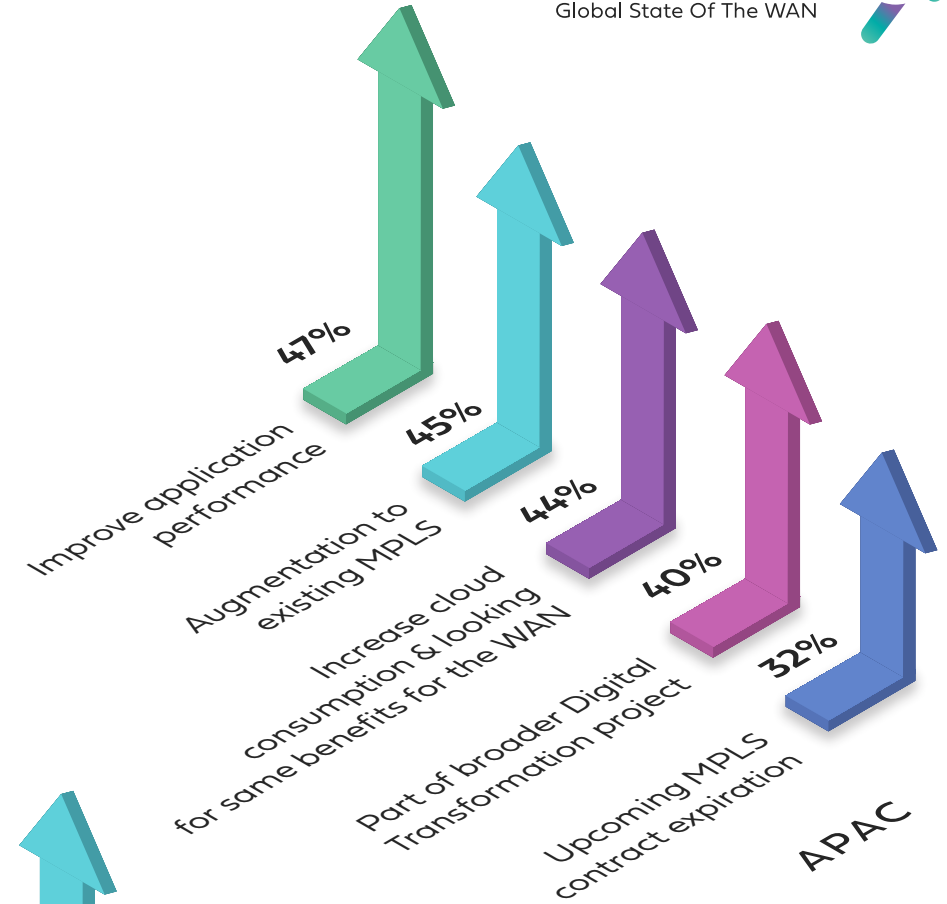 Global State Of The WAN
47%
Improve application
performance
45%
Augmentation to
existing MPLS
44%
Increase cloud
consumption & looking
for same benefits for the WAN
40%
Part of broader Digital
Transformation project
32%
Upcoming MPLS
contract expiration
APAC